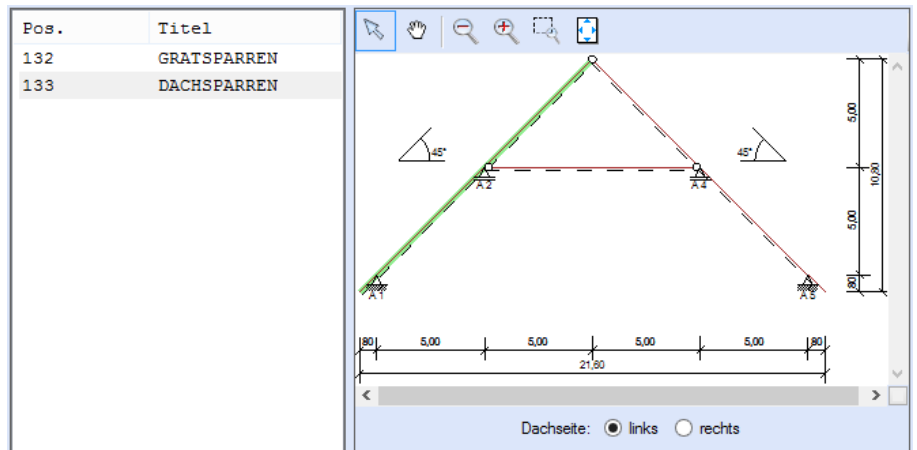 Pos. Titel
132 GRATSPARREN
133 DACHSPARREN
45°
45°
A2
A4
A1
A5
5,00
5,00
,80
10,80
,80
5,00
5,00
5,00
5,00
,80
21,60
Dachseite: links rechts